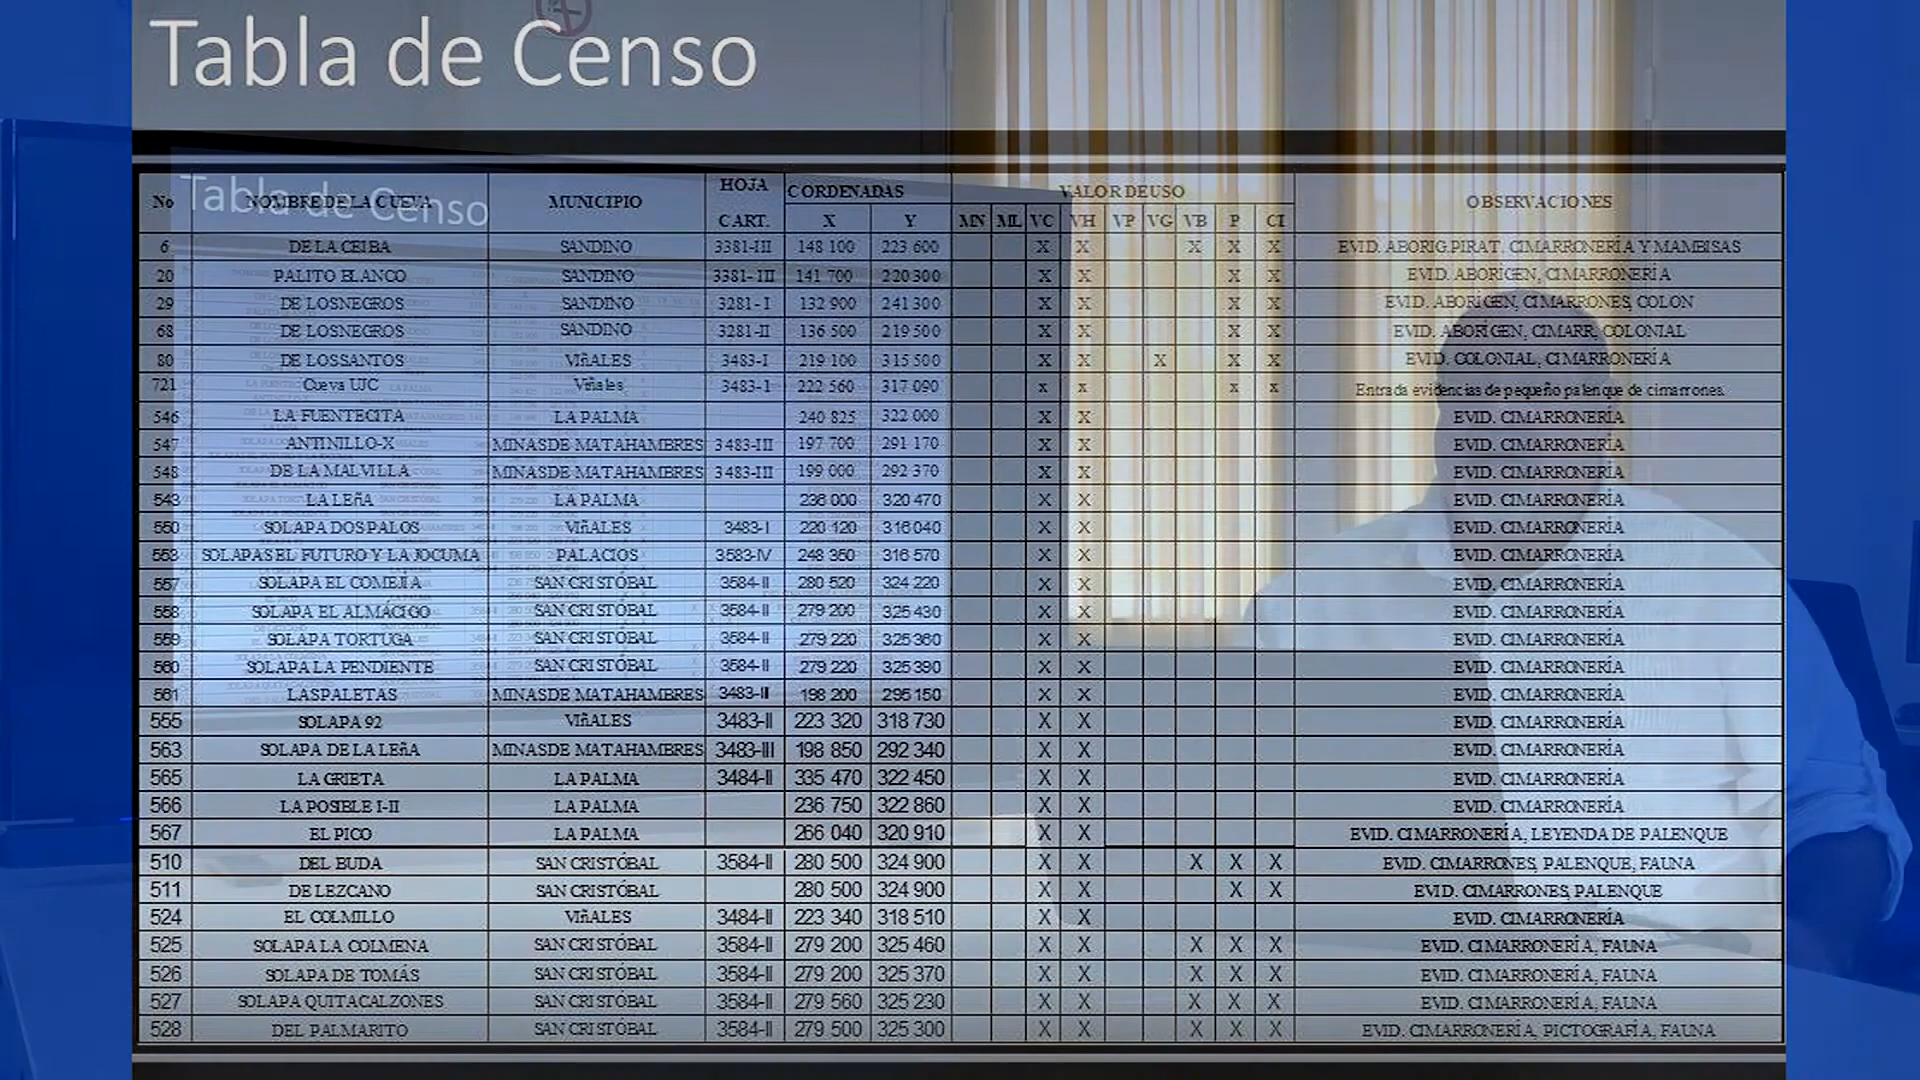 Tabla de Censo
Tabla de Censo
No NOMBRE DE LA CUEVA MUNICIPIO HOJA CART. CORDENADAS X Y VALOR DE USO MN ML VC VH VP VG VB P CI OBSERVACIONES
6 DE LA CEIBA SANDINO 3381-III 148 100 223 600 X X X X X EVID. ABORIG.PIRAT, CIMARRONERÍA Y MAMBISAS
20 PALITO BLANCO SANDINO 3381- III 141 700 220 300 X X X X EVID. ABORÍGEN, CIMARRONERÍA
29 DE LOS NEGROS SANDINO 3281- I 132 900 241 300 X X X X EVID. ABORÍGEN, CIMARRONES, COLON
68 DE LOS NEGROS SANDINO 3281-II 136 500 219 500 X X X X EVID. ABORÍGEN, CIMARR, COLONIAL
80 DE LOS SANTOS VIñALES 3483-I 219 100 315 500 X X X X X EVID. COLONIAL, CIMARRONERÍA
721 Cueva UJC Viñales 3483-I 222 560 317 090 x x x x Entrada evidencias de pequeño palenque de cimarrones.
546 LA FUENTECITA LA PALMA 240 825 322 000 X X EVID. CIMARRONERÍA
547 ANTINILLO-X MINAS DE MATAHAMBRES 3483-III 197 700 291 170 X X EVID. CIMARRONERÍA
548 DE LA MALVILLA MINAS DE MATAHAMBRES 3483-III 199 000 292 370 X X EVID. CIMARRONERÍA
543 LA LEñA LA PALMA 236 000 320 470 X X EVID. CIMARRONERÍA
550 SOLAPA DOS PALOS VIñALES 3483-I 220 120 316 040 X X EVID. CIMARRONERÍA
553 SOLAPAS EL FUTURO Y LA JOCUMA PALACIOS 3583-IV 248 350 316 570 X X EVID. CIMARRONERÍA
557 SOLAPA EL COMEJÍA SAN CRISTÓBAL 3584-II 280 520 324 220 X X EVID. CIMARRONERÍA
558 SOLAPA EL ALMÁCIGO SAN CRISTÓBAL 3584-II 279 200 325 430 X X EVID. CIMARRONERÍA
559 SOLAPA TORTUGA SAN CRISTÓBAL 3584-II 279 220 325 360 X X EVID. CIMARRONERÍA
560 SOLAPA LA PENDIENTE SAN CRISTÓBAL 3584-II 279 220 325 390 X X EVID. CIMARRONERÍA
561 LAS PALETAS MINAS DE MATAHAMBRES 3483-II 198 200 295 150 X X EVID. CIMARRONERÍA
555 SOLAPA 92 VIñALES 3483-II 223 320 318 730 X X EVID. CIMARRONERÍA
563 SOLAPA DE LA LEñA MINAS DE MATAHAMBRES 3483-III 198 850 292 340 X X EVID. CIMARRONERÍA
565 LA GRIETA LA PALMA 3484-II 335 470 322 450 X X EVID. CIMARRONERÍA
566 LA POSIBLE I-II LA PALMA 236 750 322 860 X X EVID. CIMARRONERÍA
567 EL PICO LA PALMA 266 040 320 910 X X EVID. CIMARRONERÍA, LEYENDA DE PALENQUE
510 DEL BUDA SAN CRISTÓBAL 3584-II 280 500 324 900 X X X X X EVID. CIMARRONES, PALENQUE, FAUNA
511 DE LEZCANO SAN CRISTÓBAL 280 500 324 900 X X X X EVID. CIMARRONES, PALENQUE
524 EL COLMILLO VIñALES 3484-II 223 340 318 510 X X EVID. CIMARRONERÍA
525 SOLAPA LA COLMENA SAN CRISTÓBAL 3584-II 279 200 325 460 X X X X X EVID. CIMARRONERÍA, FAUNA
526 SOLAPA DE TOMÁS SAN CRISTÓBAL 3584-II 279 200 325 370 X X X X X EVID. CIMARRONERÍA, FAUNA
527 SOLAPA QUITACALZONES SAN CRISTÓBAL 3584-II 279 560 325 230 X X X X X EVID. CIMARRONERÍA, FAUNA
528 DEL PALMARITO SAN CRISTÓBAL 3584-II 279 500 325 300 X X X X X EVID. CIMARRONERÍA, PICTOGRAFÍA, FAUNA